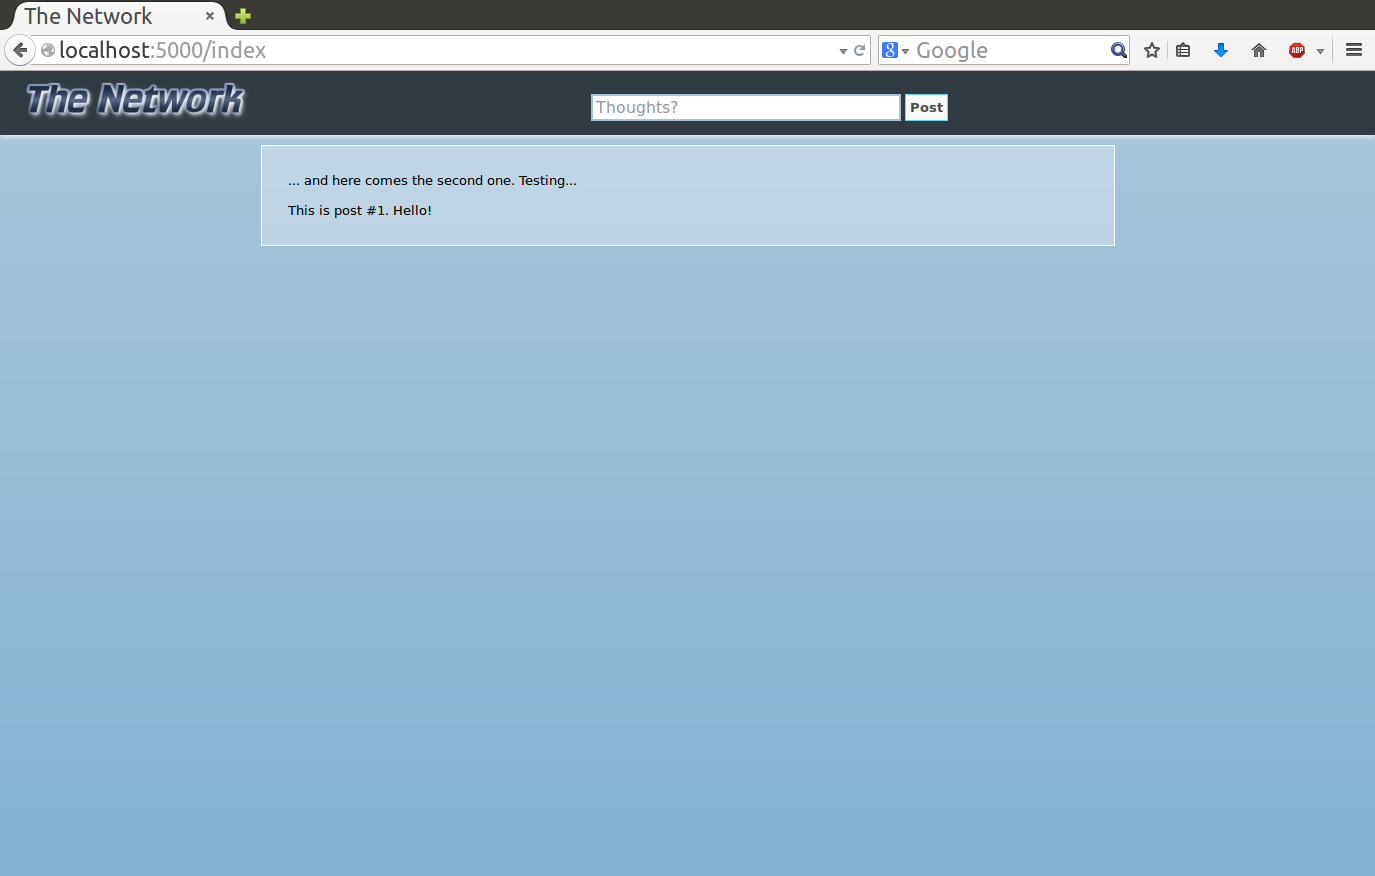 The Network
localhost:5000/index
Google
ABP
The Network
Thoughts?
Post
... and here comes the second one. Testing...
This is post #1. Hello!